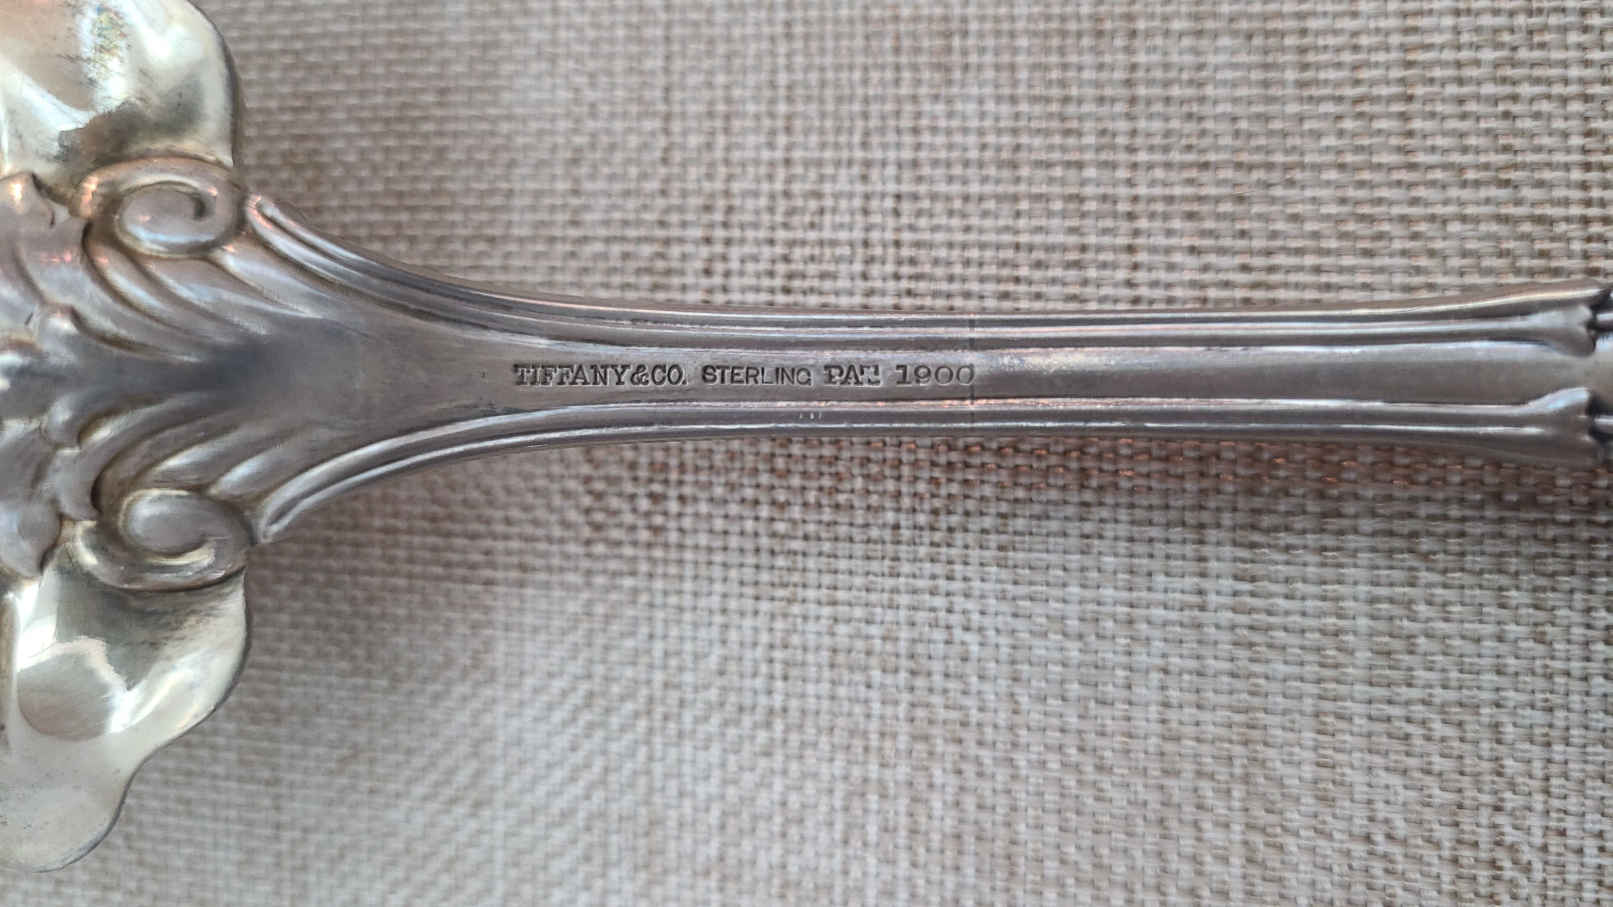 TIFFANY&CO. STERLING PAT. 1900